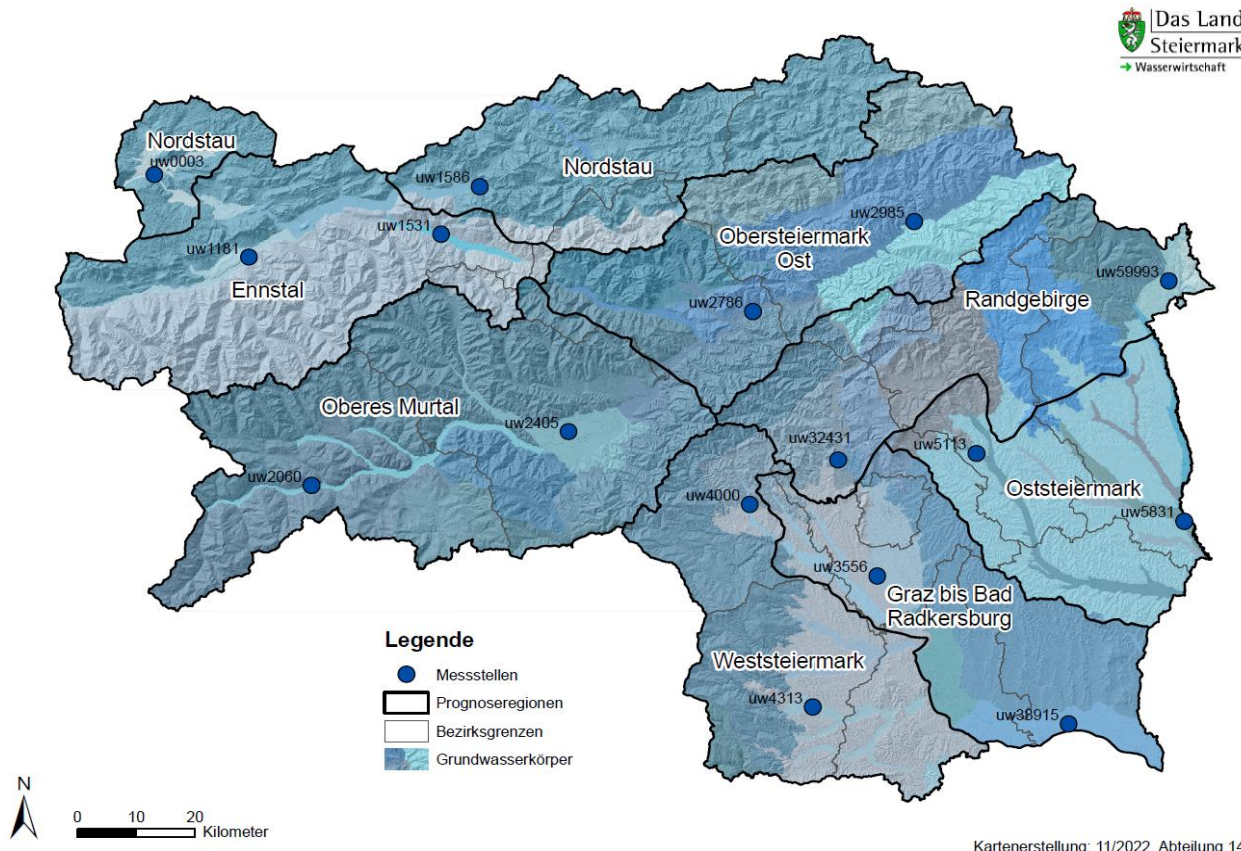 Das Land
Steiermark
→ Wasserwirtschaft
Nordstau
uw0003
Nordstau
uw1586
uw1531
uw1181
Ennstal
uw2985
Obersteiermark
Ost
uw2786
uw59993
Randgebirge
Oberes Murtal
uw2405
uw2060
uw32431
uw5113
uw4000
Oststeiermark
uw5831
uw3556
Graz bis Bad
Radkersburg
Weststeiermark
uw4313
uw38915
Legende
Messstellen
Prognoseregionen
Bezirksgrenzen
Grundwasserkörper
N
0 10 20
Kilometer
Kartenerstellung: 11/2022, Abteilung 14